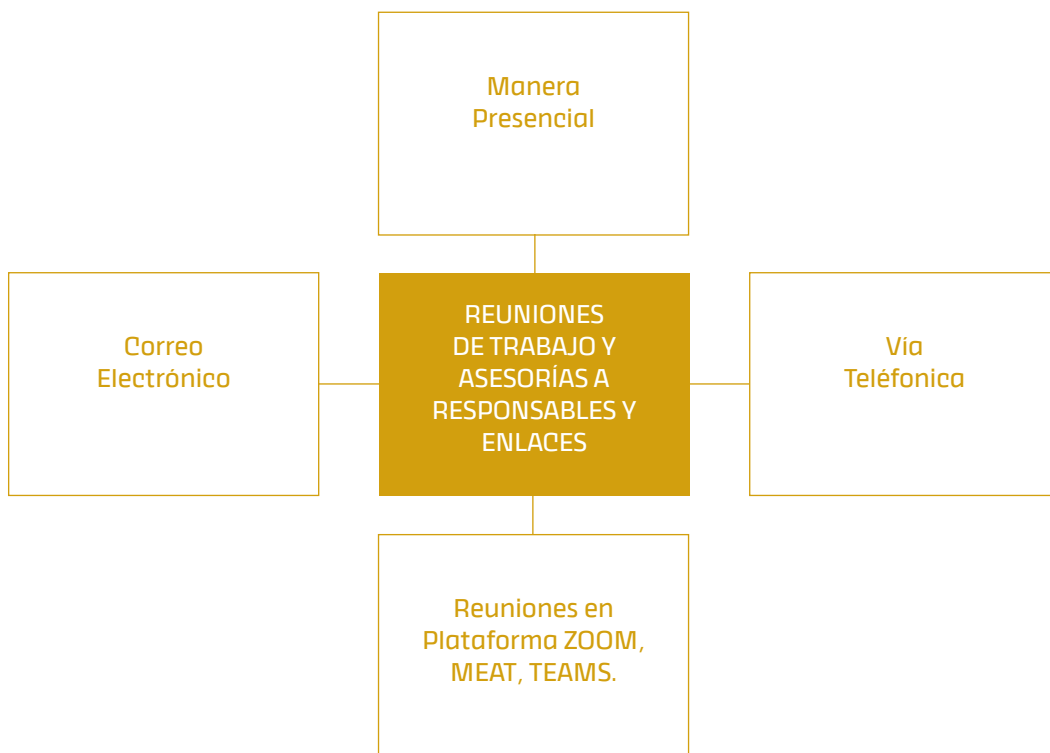 Manera
Presencial
Correo
Electrónico
REUNIONES
DE TRABAJO Y
ASESORÍAS A
RESPONSABLES Y
ENLACES
Vía
Teléfonica
Reuniones en
Plataforma ZOOM,
MEAT, TEAMS.